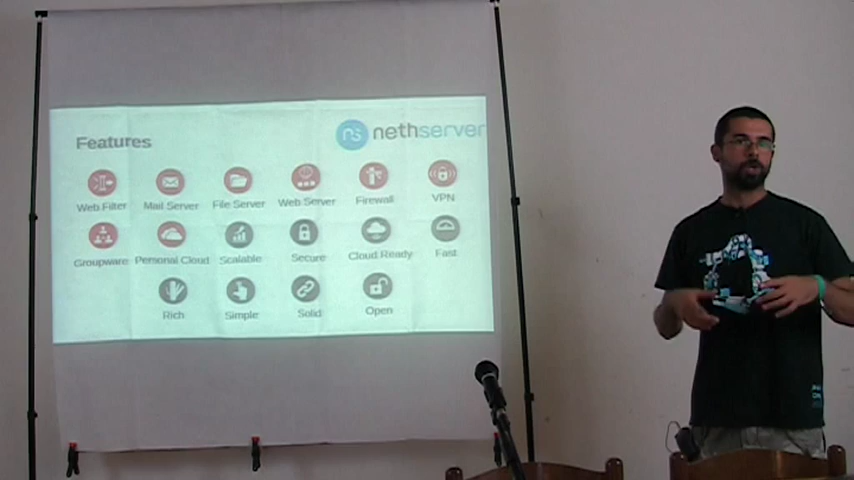 Features
ns nethserver
Web Filter Mail Server File Server Web Server Firewall VPN
Groupware Personal Cloud Scalable Secure Cloud Ready Fast
Rich Simple Solid Open